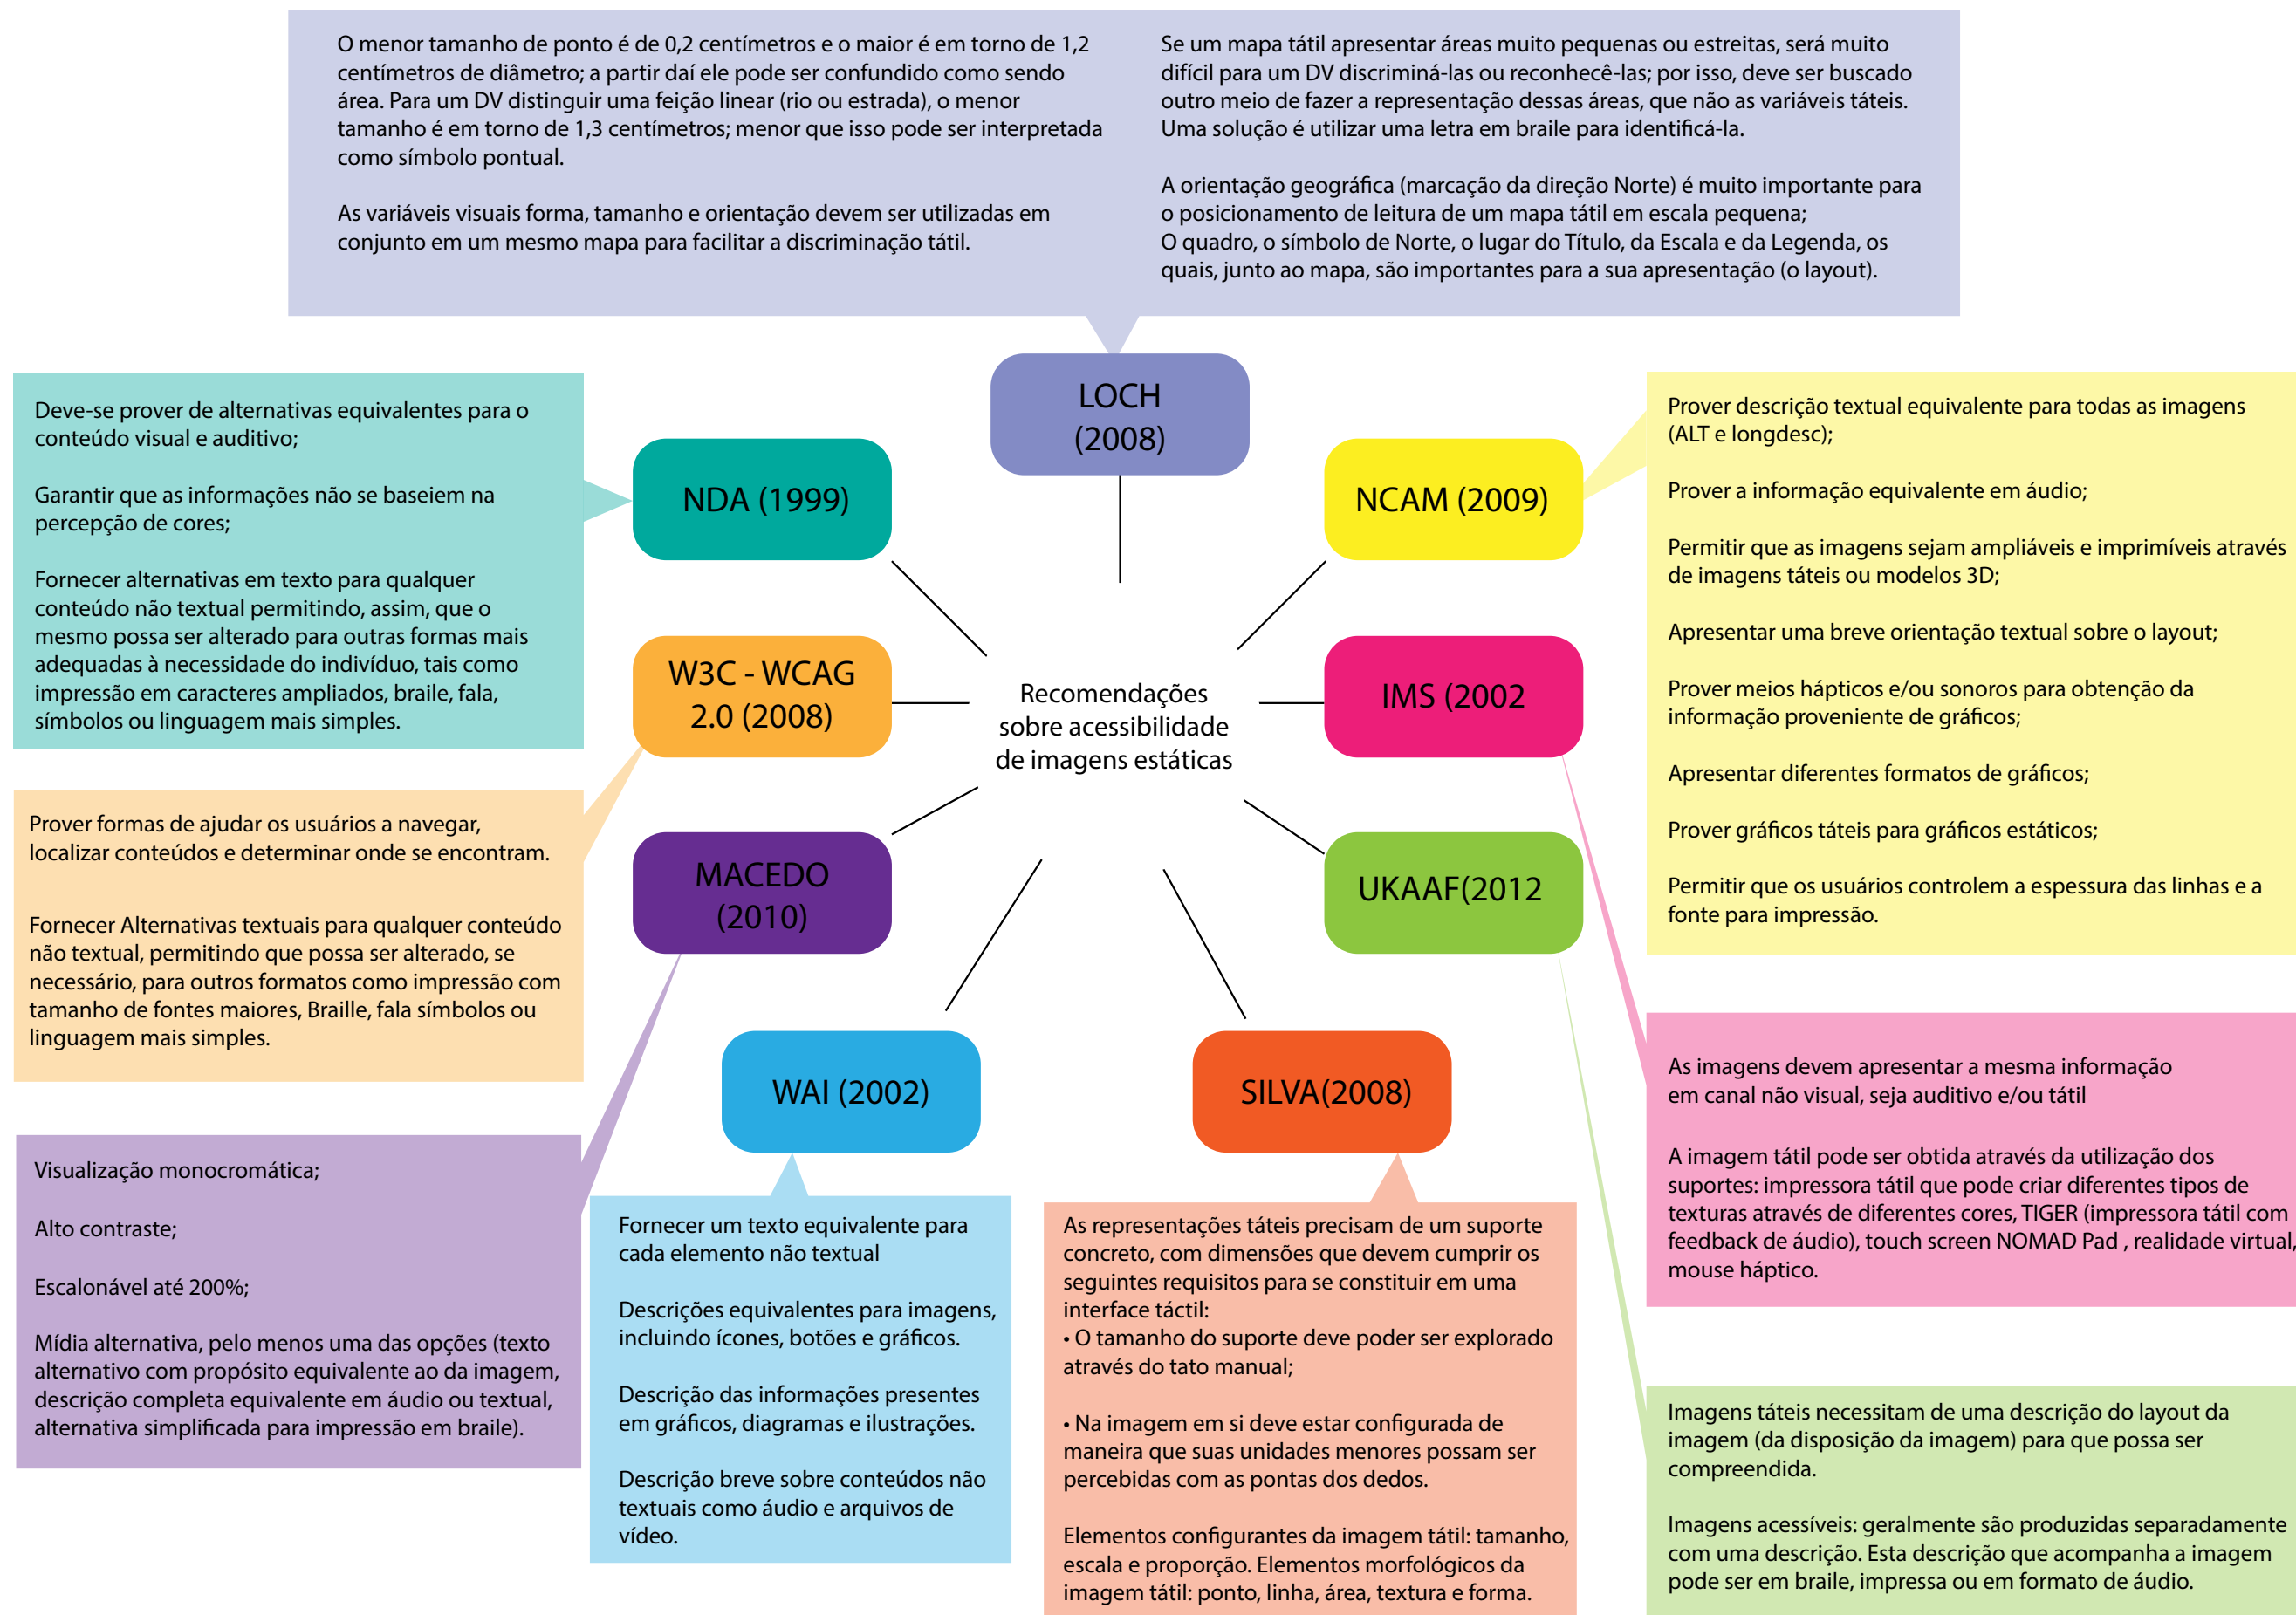 O menor tamanho de ponto é de 0,2 centímetros e o maior é em torno de 1,2
centímetros de diâmetro; a partir daí ele pode ser confundido como sendo
área. Para um DV distinguir uma feição linear (rio ou estrada), o menor
tamanho é em torno de 1,3 centímetros; menor que isso pode ser interpretada
como símbolo pontual.
As variáveis visuais forma, tamanho e orientação devem ser utilizadas em
conjunto em um mesmo mapa para facilitar a discriminação tátil.
Se um mapa tátil apresentar áreas muito pequenas ou estreitas, será muito
difícil para um DV discriminá-las ou reconhecê-las; por isso, deve ser buscado
outro meio de fazer a representação dessas áreas, que não as variáveis táteis.
Uma solução é utilizar uma letra em braile para identificá-la.
A orientação geográfica (marcação da direção Norte) é muito importante para
o posicionamento de leitura de um mapa tátil em escala pequena;
O quadro, o símbolo de Norte, o lugar do Título, da Escala e da Legenda, os
quais, junto ao mapa, são importantes para a sua apresentação (o layout).
LOCH
(2008)
Deve-se prover de alternativas equivalentes para o
conteúdo visual e auditivo;
Garantir que as informações não se baseiem na
percepção de cores;
Fornecer alternativas em texto para qualquer
conteúdo não textual permitindo, assim, que o
mesmo possa ser alterado para outras formas mais
adequadas à necessidade do indivíduo, tais como
impressão em caracteres ampliados, braile, fala,
símbolos ou linguagem mais simples.
NDA (1999)
NCAM (2009)
Prover descrição textual equivalente para todas as imagens
(ALT e longdesc);
Prover a informação equivalente em áudio;
Permitir que as imagens sejam ampliáveis e imprimíveis através
de imagens táteis ou modelos 3D;
Apresentar uma breve orientação textual sobre o layout;
Prover meios hápticos e/ou sonoros para obtenção da
informação proveniente de gráficos;
Apresentar diferentes formatos de gráficos;
Prover gráficos táteis para gráficos estáticos;
Permitir que os usuários controlem a espessura das linhas e a
fonte para impressão.
W3C - WCAG
2.0 (2008)
Recomendações
sobre acessibilidade
de imagens estáticas
IMS (2002
Prover formas de ajudar os usuários a navegar,
localizar conteúdos e determinar onde se encontram.
Fornecer Alternativas textuais para qualquer conteúdo
não textual, permitindo que possa ser alterado, se
necessário, para outros formatos como impressão com
tamanho de fontes maiores, Braille, fala símbolos ou
linguagem mais simples.
MACEDO
(2010)
UKAAF(2012
WAI (2002)
SILVA(2008)
As imagens devem apresentar a mesma informação
em canal não visual, seja auditivo e/ou tátil
A imagem tátil pode ser obtida através da utilização dos
suportes: impressora tátil que pode criar diferentes tipos de
texturas através de diferentes cores, TIGER (impressora tátil com
feedback de áudio), touch screen NOMAD Pad , realidade virtual,
mouse háptico.
Visualização monocromática;
Alto contraste;
Escalonável até 200%;
Mídia alternativa, pelo menos uma das opções (texto
alternativo com propósito equivalente ao da imagem,
descrição completa equivalente em áudio ou textual,
alternativa simplificada para impressão em braile).
Fornecer um texto equivalente para
cada elemento não textual
Descrições equivalentes para imagens,
incluindo ícones, botões e gráficos.
Descrição das informações presentes
em gráficos, diagramas e ilustrações.
Descrição breve sobre conteúdos não
textuais como áudio e arquivos de
vídeo.
As representações táteis precisam de um suporte
concreto, com dimensões que devem cumprir os
seguintes requisitos para se constituir em uma
interface táctil:
• O tamanho do suporte deve poder ser explorado
através do tato manual;
• Na imagem em si deve estar configurada de
maneira que suas unidades menores possam ser
percebidas com as pontas dos dedos.
Elementos configurantes da imagem tátil: tamanho,
escala e proporção. Elementos morfológicos da
imagem tátil: ponto, linha, área, textura e forma.
Imagens táteis necessitam de uma descrição do layout da
imagem (da disposição da imagem) para que possa ser
compreendida.
Imagens acessíveis: geralmente são produzidas separadamente
com uma descrição. Esta descrição que acompanha a imagem
pode ser em braile, impressa ou em formato de áudio.